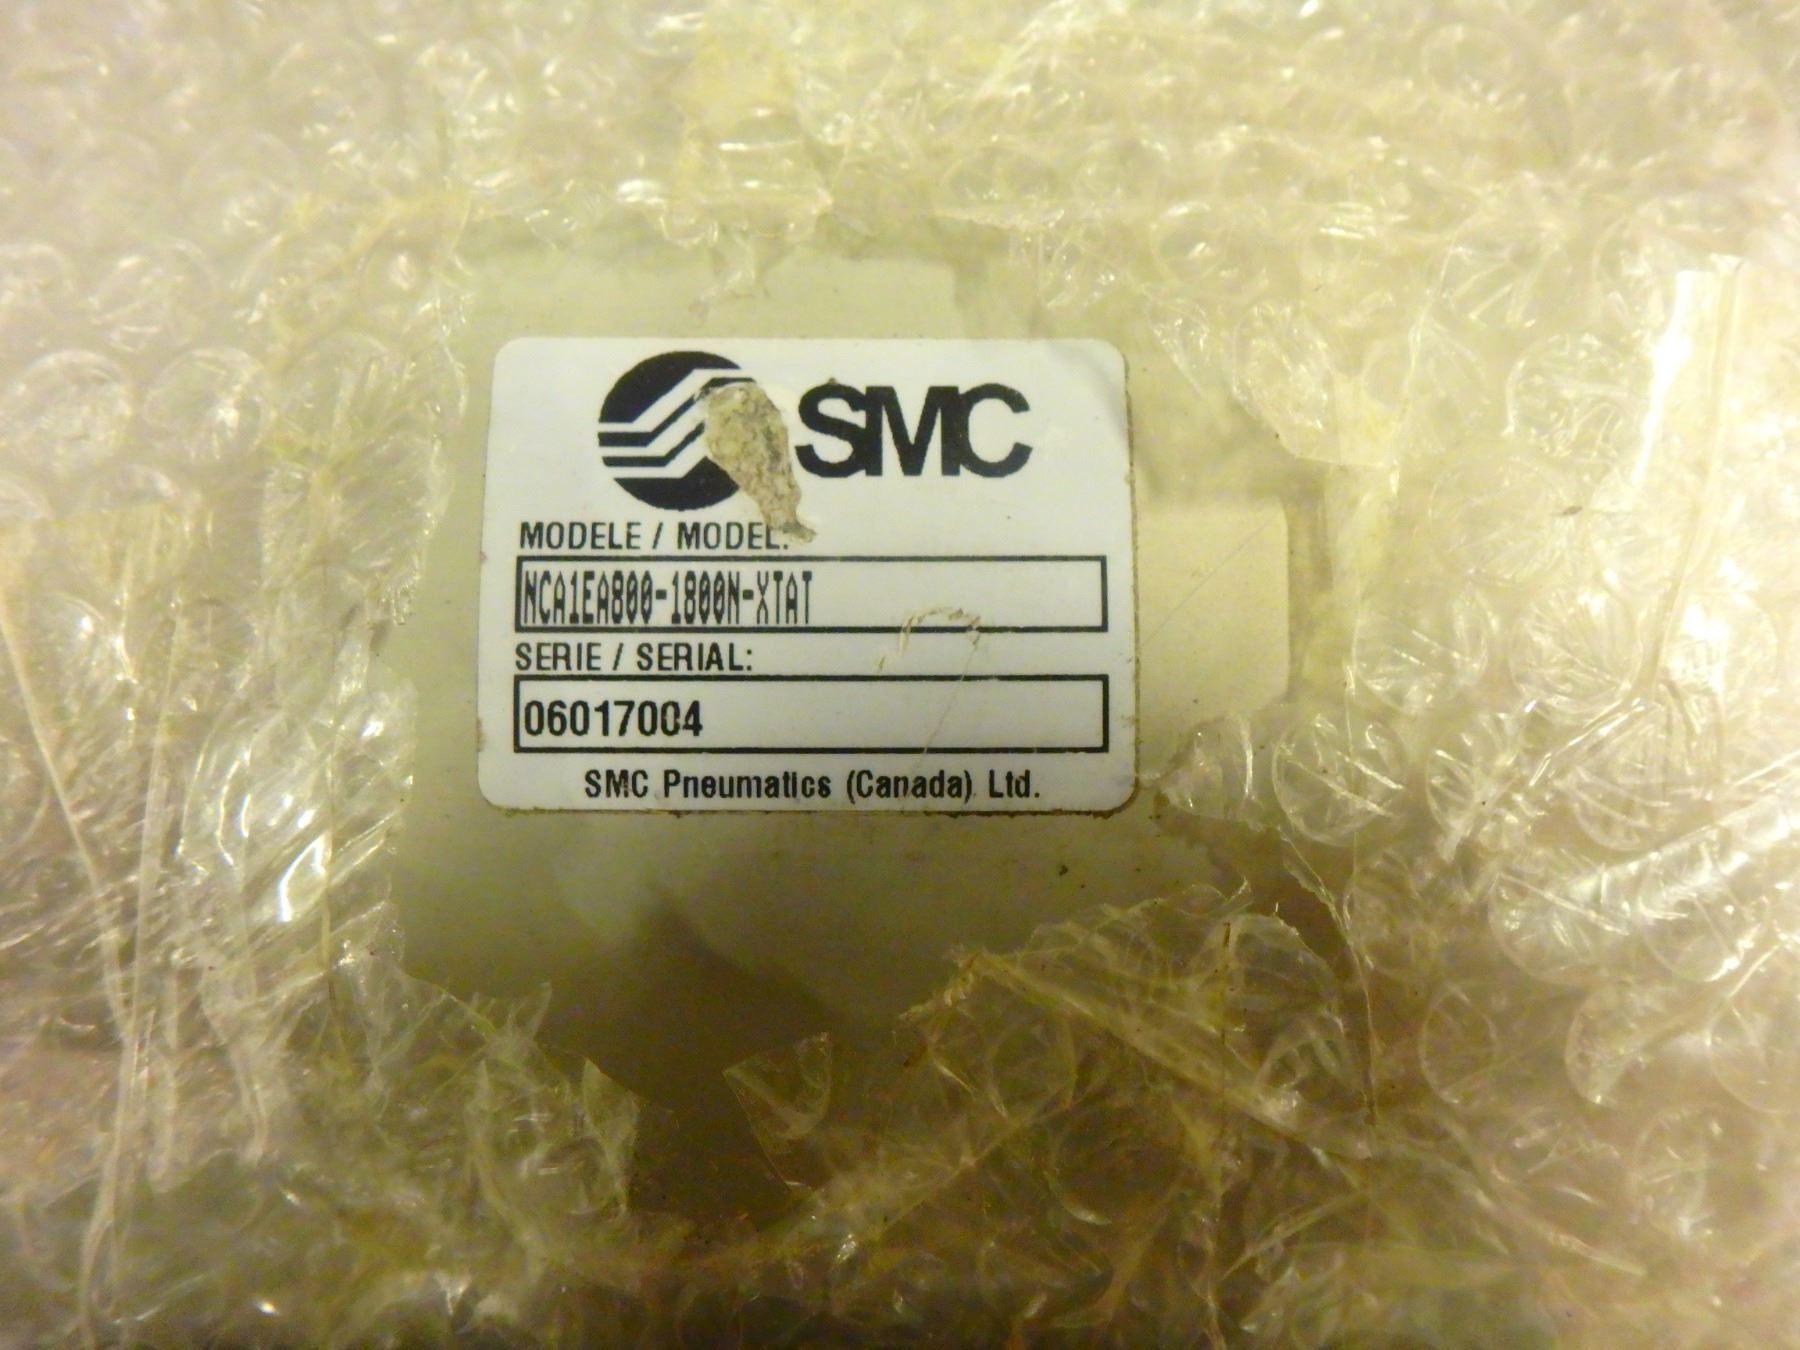 SMC
MODELE / MODEL:
NCA1EA800-1800N-XTAT
SERIE / SERIAL:
06017004
SMC Pneumatics (Canada) Ltd.